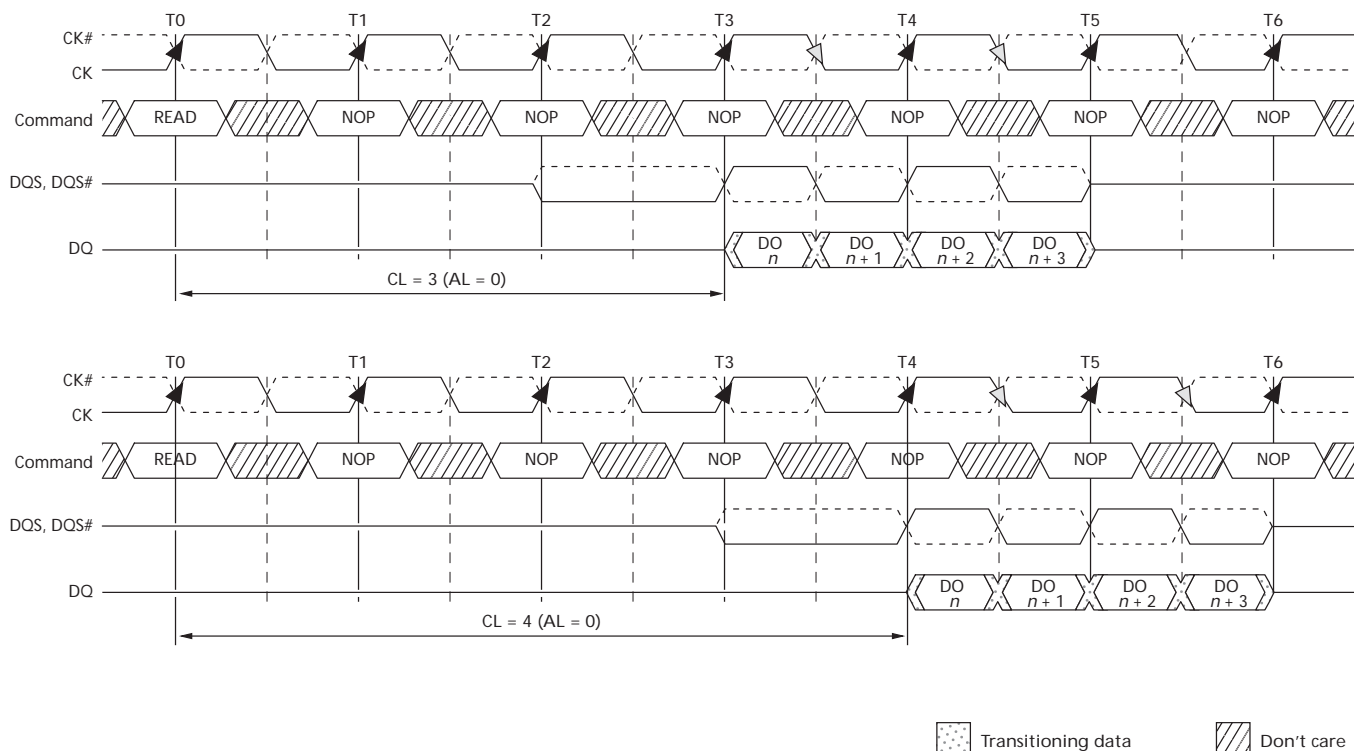 T0 T1 T2 T3 T4 T5 T6
CK#
CK
Command READ NOP NOP NOP NOP NOP NOP
DQS, DQS#
DQ DO n DO n + 1 DO n + 2 DO n + 3
CL = 3 (AL = 0)
T0 T1 T2 T3 T4 T5 T6
CK#
CK
Command READ NOP NOP NOP NOP NOP NOP
DQS, DQS#
DQ DO n DO n + 1 DO n + 2 DO n + 3
CL = 4 (AL = 0)
Transitioning data Don't care